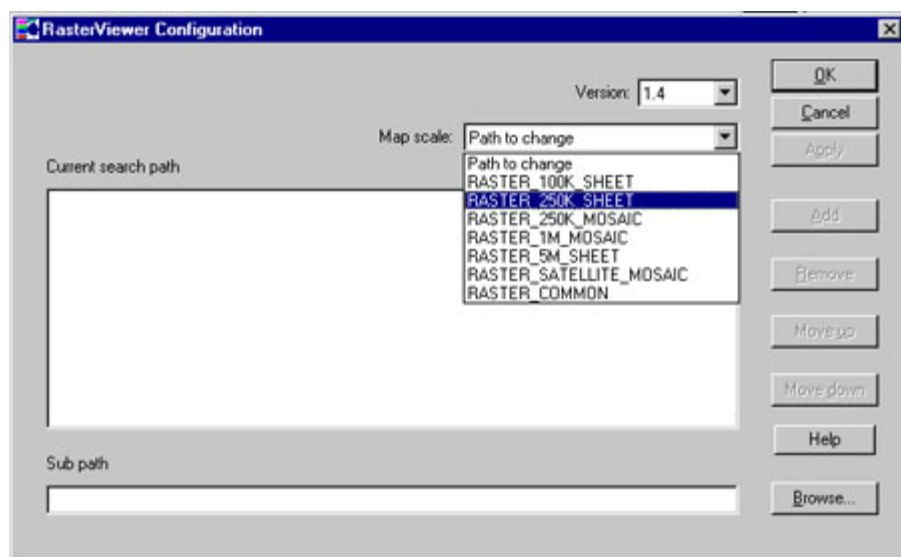 RasterViewer Configuration
Version: 1.4
Map scale: Path to change
Current search path
Path to change
RASTER_100K_SHEET
RASTER_250K_SHEET
RASTER_250K_MOSAIC
RASTER_1M_MOSAIC
RASTER_5M_SHEET
RASTER_SATELLITE_MOSAIC
RASTER_COMMON
Sub path
OK
Cancel
Apply
Add
Remove
Move up
Move down
Help
Browse...